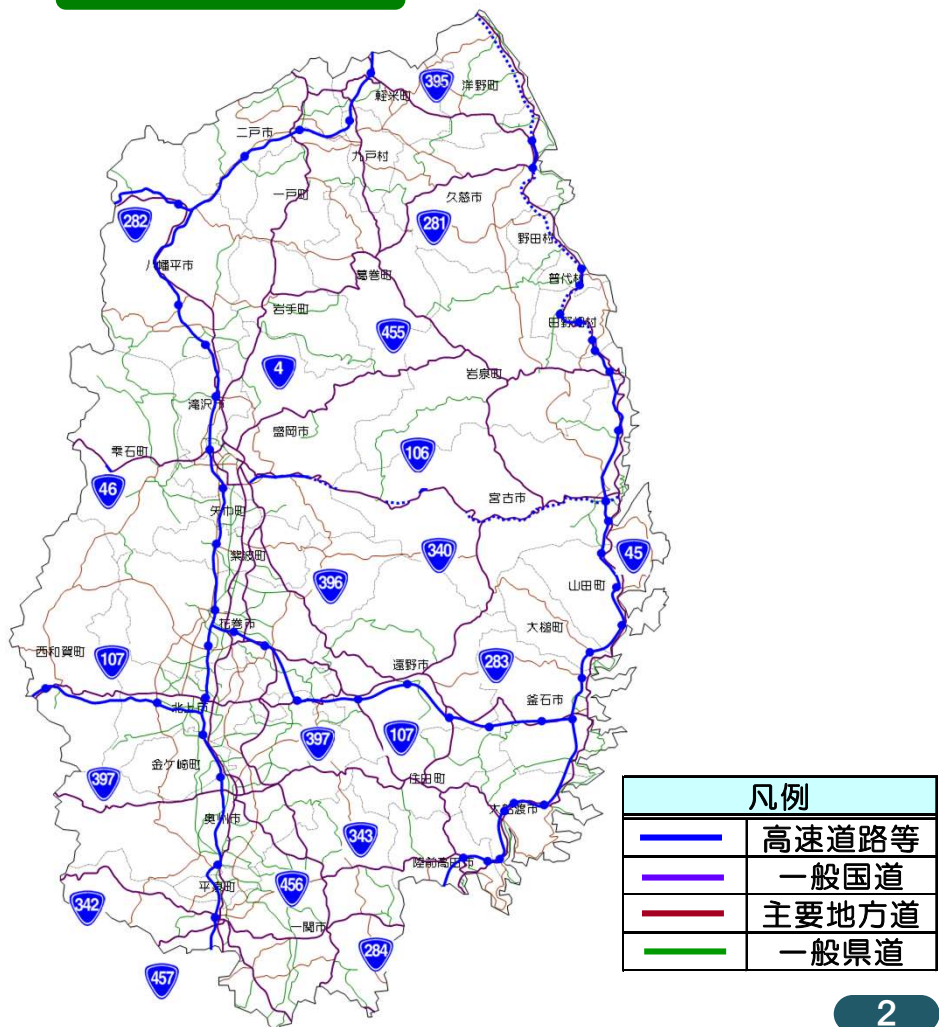 395
洋野町
軽米町
二戸市
九戸村
一戸町
久慈市
282
281
野田村
八幡平市
葛巻町
普代村
岩手町
455
田野畑村
4
岩泉町
滝沢市
盛岡市
雫石町
106
46
宮古市
矢巾町
紫波町
340
45
396
山田町
花巻市
大槌町
西和賀町
107
遠野市
283
北上市
釜石市
397
107
金ケ崎町
397
住田町
大船渡市
奥州市
343
陸前高田市
平泉町
456
342
一関市
284
457
凡例
高速道路等
一般国道
主要地方道
一般県道
2